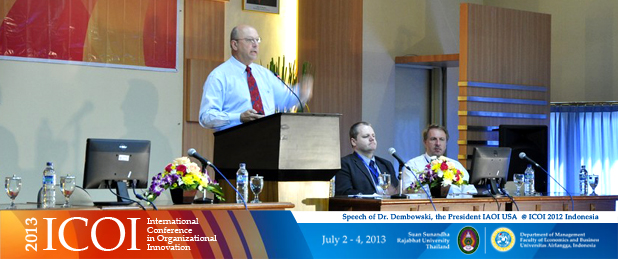 2013
ICOI
International
Conference
in Organizational
Innovation
Speech of Dr. Dembowski, the President IAOI USA @ ICOI 2012 Indonesia
July 2 - 4, 2013
Suan Sunandha
Rajabhat University
Thailand
Department of Management
Faculty of Economics and Business
Universitas Airlangga, Indonesia